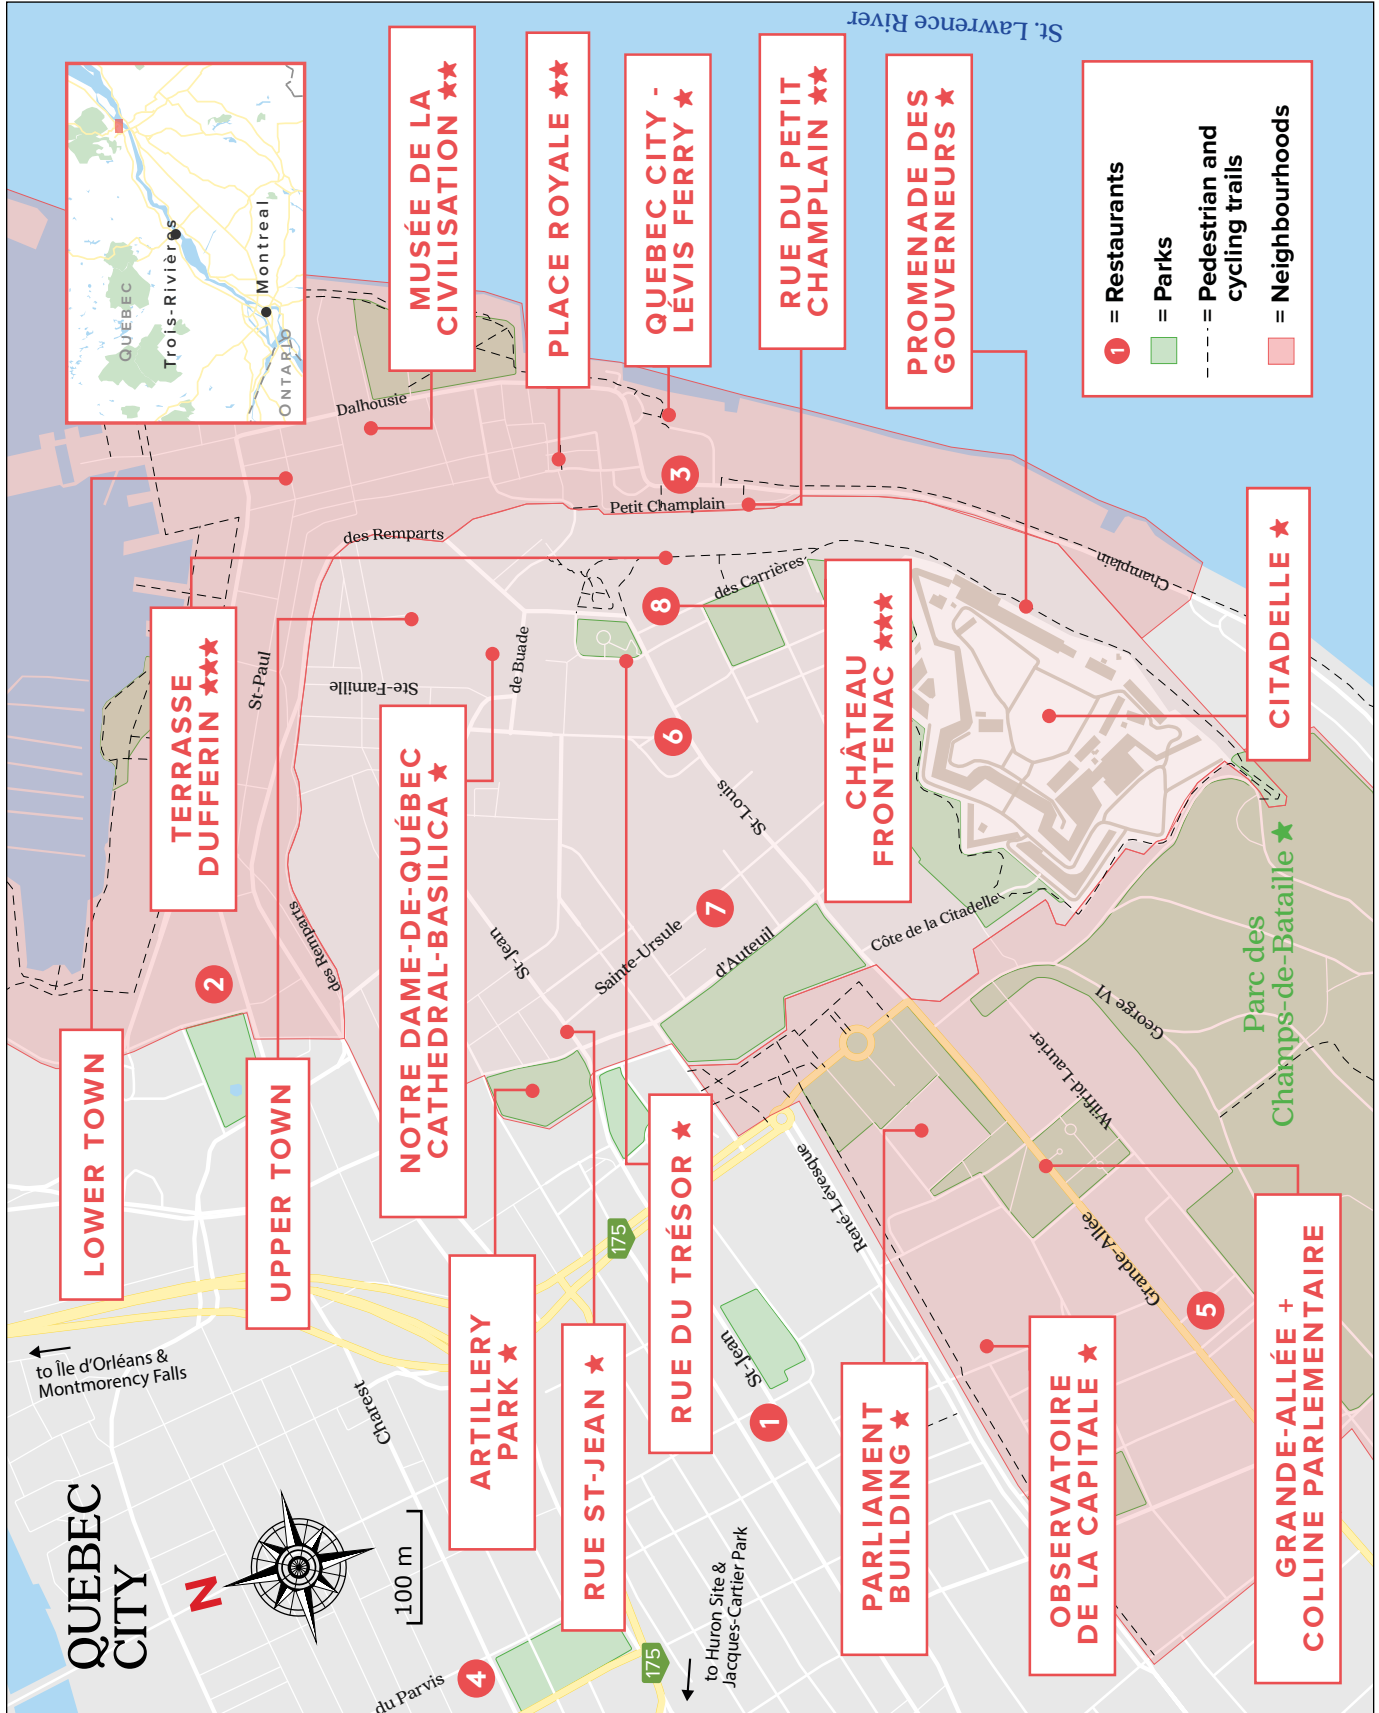 QUEBEC
CITY
N
100 m
to Île d'Orléans &
Montmorency Falls
to Huron Site &
Jacques-Cartier Park
LOWER TOWN
UPPER TOWN
TERRASSE
DUFFERIN ★★★
NOTRE DAME-DE-QUÉBEC
CATHEDRAL-BASILICA ★
ARTILLERY
PARK ★
RUE ST-JEAN ★
RUE DU TRÉSOR ★
PARLIAMENT
BUILDING ★
OBSERVATOIRE
DE LA CAPITALE ★
GRANDE-ALLÉE +
COLLINE PARLEMENTAIRE
CHÂTEAU
FRONTENAC ★★★
CITADELLE ★
MUSÉE DE LA
CIVILISATION ★★
PLACE ROYALE ★★
QUEBEC CITY -
LÉVIS FERRY ★
RUE DU PETIT
CHAMPLAIN ★★
PROMENADE DES
GOUVERNEURS ★
Parc des
Champs-de-Bataille ★
St. Lawrence River
QUÉBEC
Trois-Rivières
Montreal
ONTARIO
1 = Restaurants
= Parks
= Pedestrian and
cycling trails
= Neighbourhoods
Dalhousie
des Remparts
Petit Champlain
des Carrières
Champlain
St-Paul
Ste-Famille
de Buade
St-Louis
des Remparts
St-Jean
Sainte-Ursule
d'Auteuil
Côte de la Citadelle
George VI
Wilfrid-Laurier
René-Lévesque
Grande-Allée
St-Jean
Charest
du Parvis
175
175
1
2
3
4
5
6
7
8